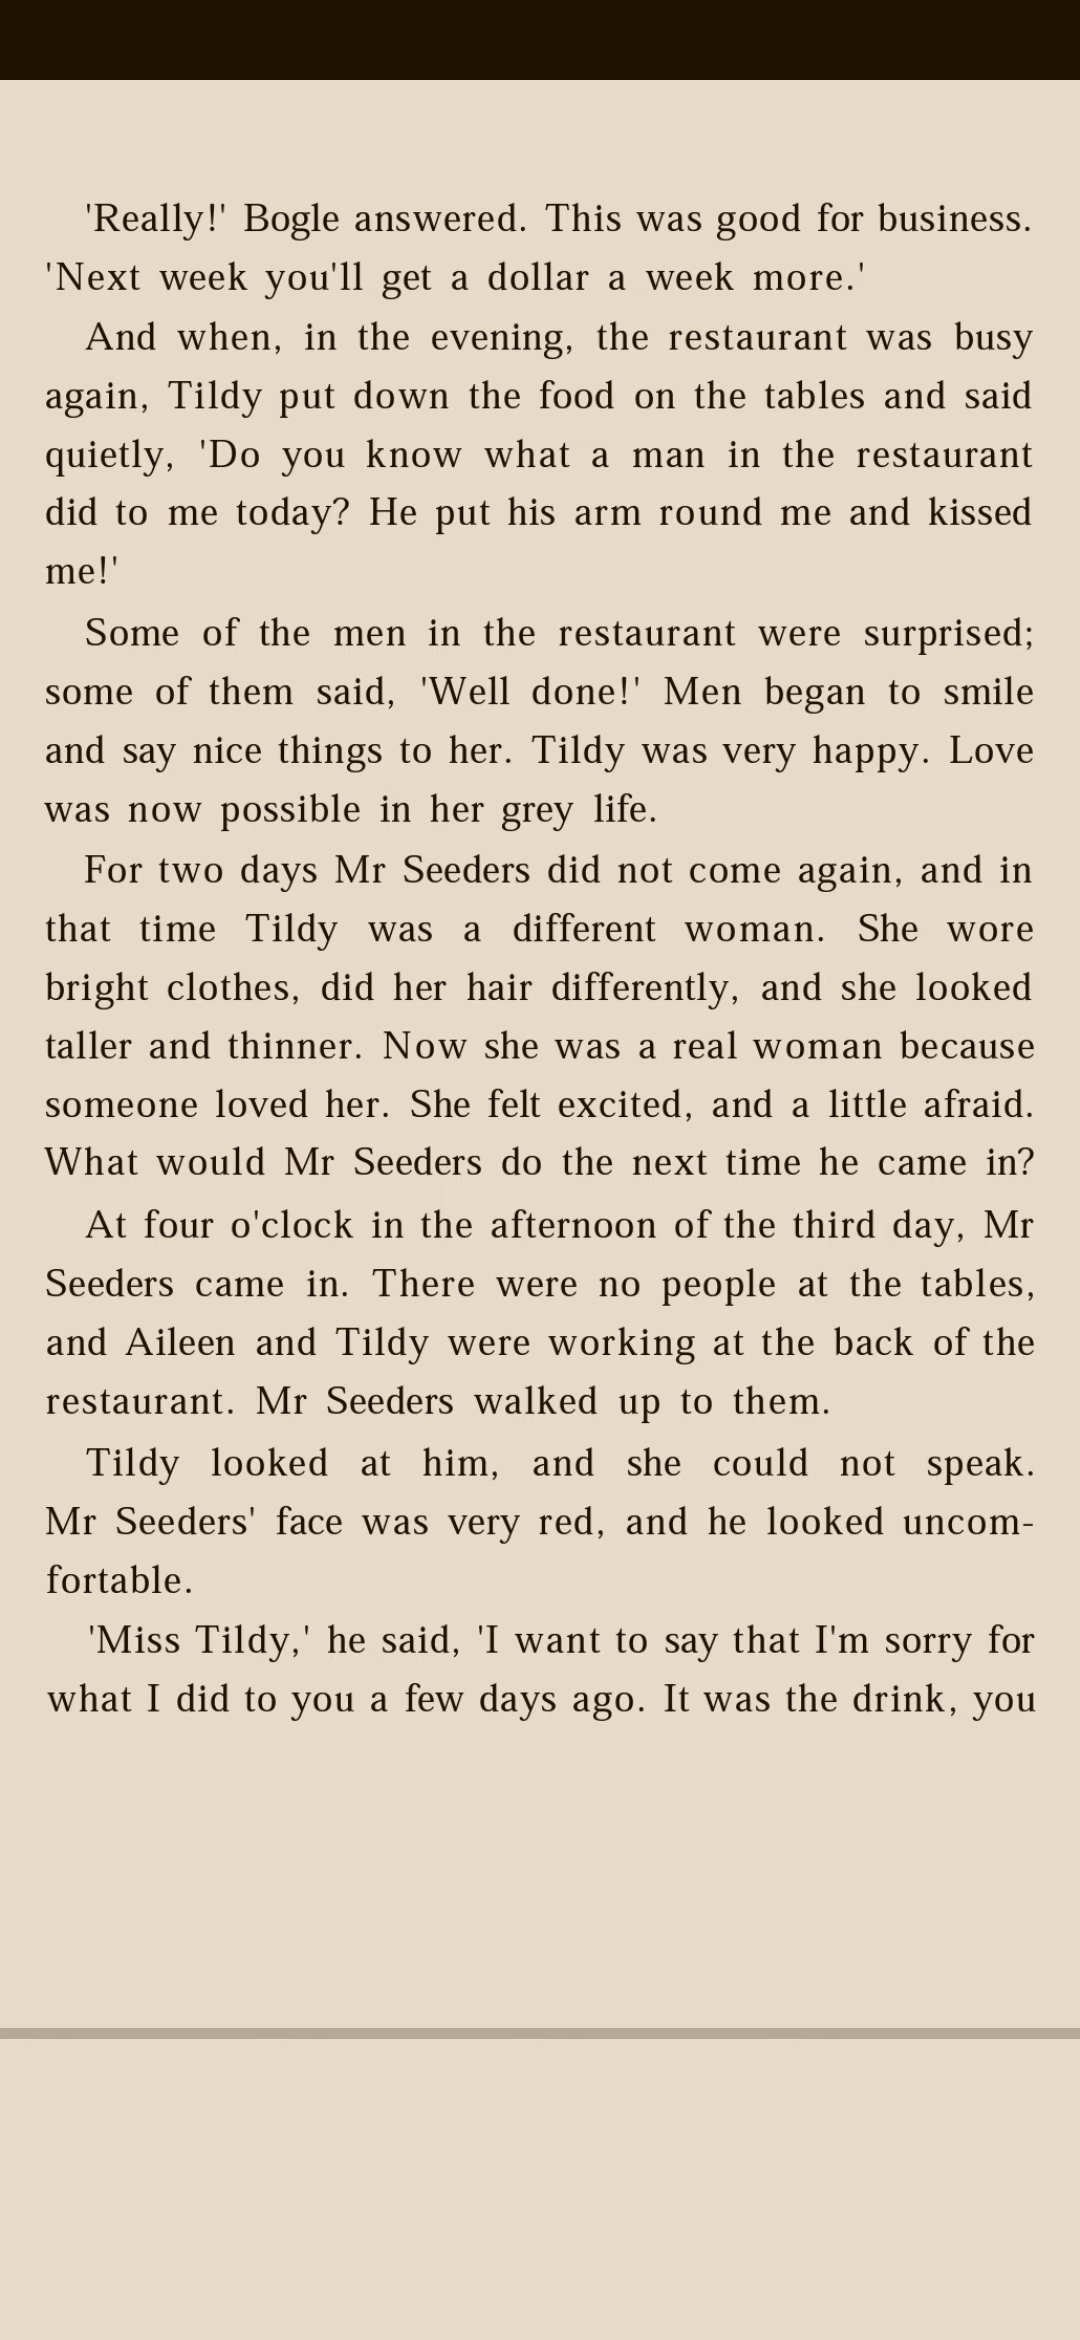 'Really!' Bogle answered. This was good for business.
'Next week you'll get a dollar a week more.'
And when, in the evening, the restaurant was busy
again, Tildy put down the food on the tables and said
quietly, 'Do you know what a man in the restaurant
did to me today? He put his arm round me and kissed
me!'
Some of the men in the restaurant were surprised;
some of them said, 'Well done!' Men began to smile
and say nice things to her. Tildy was very happy. Love
was now possible in her grey life.
For two days Mr Seeders did not come again, and in
that time Tildy was a different woman. She wore
bright clothes, did her hair differently, and she looked
taller and thinner. Now she was a real woman because
someone loved her. She felt excited, and a little afraid.
What would Mr Seeders do the next time he came in?
At four o'clock in the afternoon of the third day, Mr
Seeders came in. There were no people at the tables,
and Aileen and Tildy were working at the back of the
restaurant. Mr Seeders walked up to them.
Tildy looked at him, and she could not speak.
Mr Seeders' face was very red, and he looked uncom-
fortable.
'Miss Tildy,' he said, 'I want to say that I'm sorry for
what I did to you a few days ago. It was the drink, you